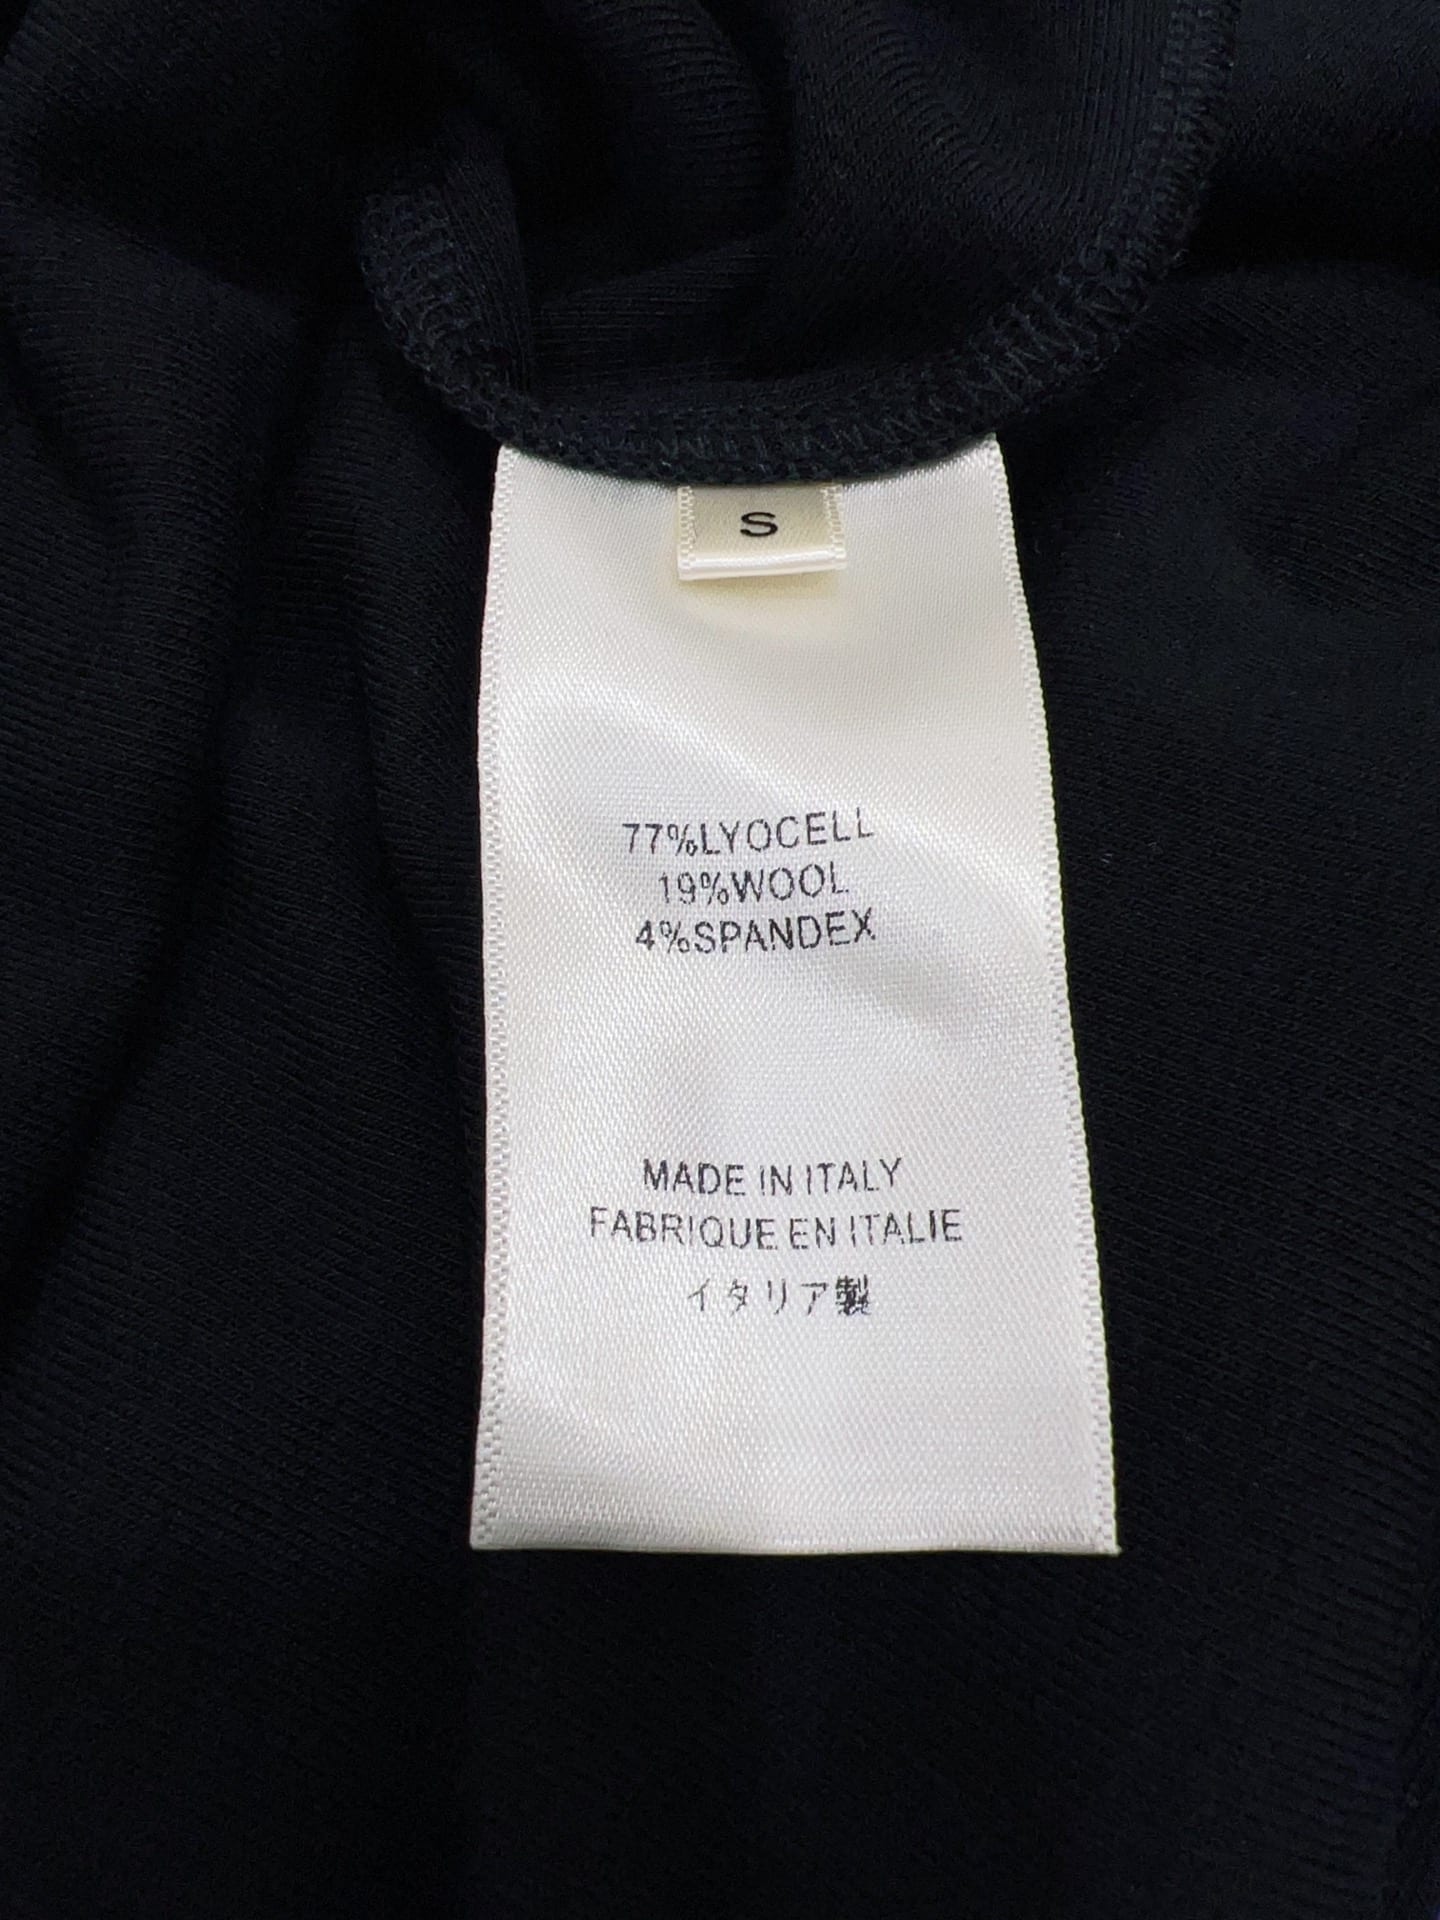 S
77%LYOCELL
19%WOOL
4%SPANDEX
MADE IN ITALY
FABRIQUE EN ITALIE
イタリア製